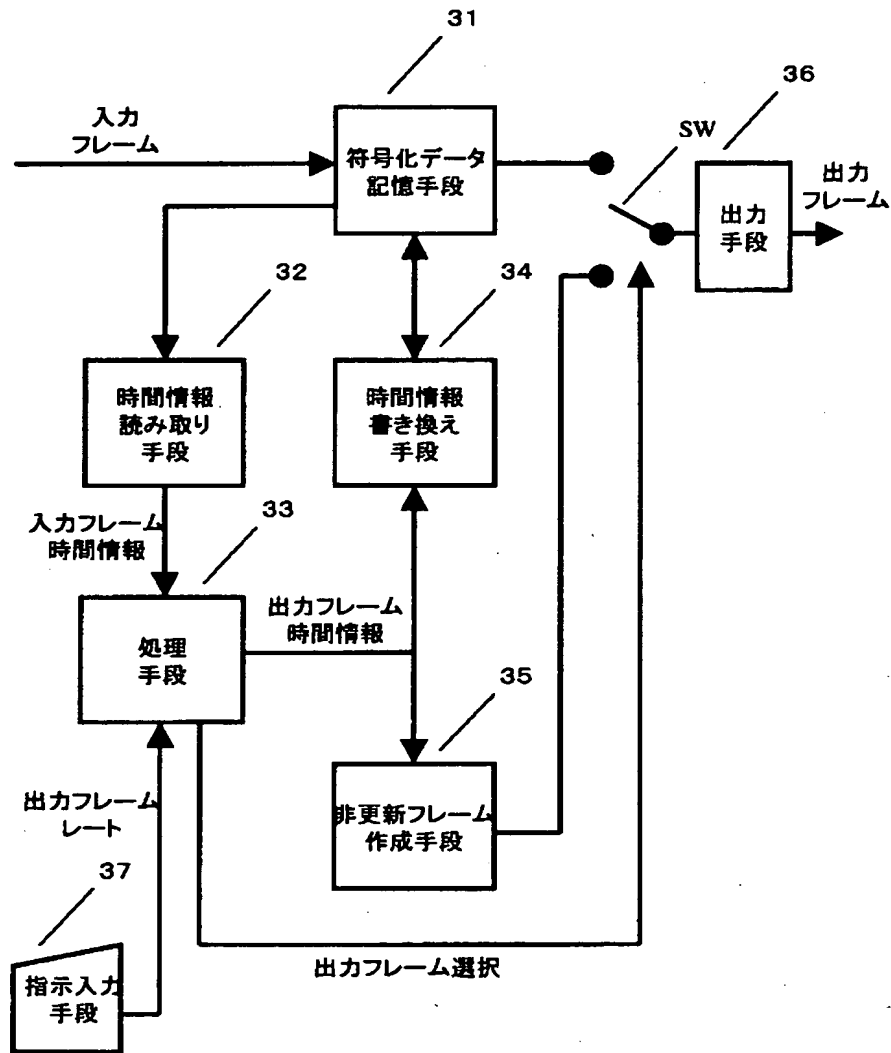 31
36
入力
フレーム
SW
符号化データ
記憶手段
出力
フレーム
出力
手段
32
34
時間情報
読み取り
手段
時間情報
書き換え
手段
33
入力フレーム
時間情報
出力フレーム
時間情報
処理
手段
35
出力フレーム
レート
非更新フレーム
作成手段
37
出力フレーム選択
指示入力
手段